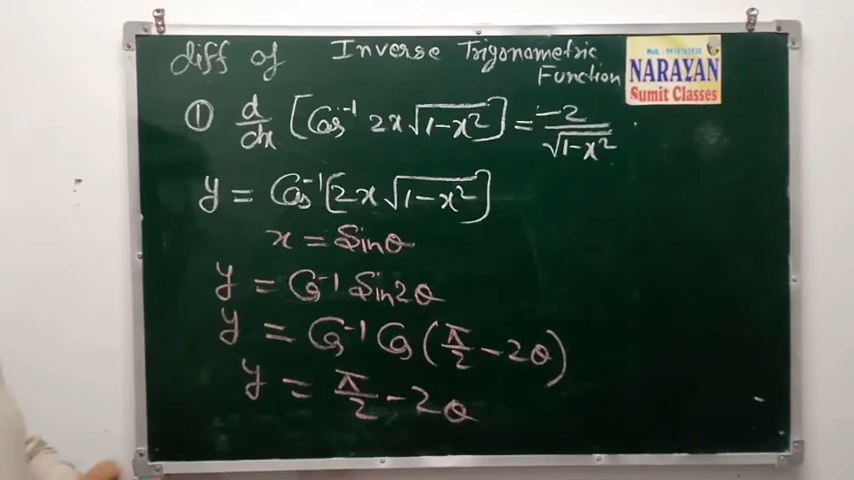 diff of Inverse Trigonometric Function
NARAYAN
Sumit Classes
① d/dx [Cos⁻¹ 2x√(1-x²)] = -2/√(1-x²)
y = Cos⁻¹[2x√(1-x²)]
x = Sinθ
y = Cos⁻¹ Sin2θ
y = Cos⁻¹ Cos(π/2 - 2θ)
y = π/2 - 2θ